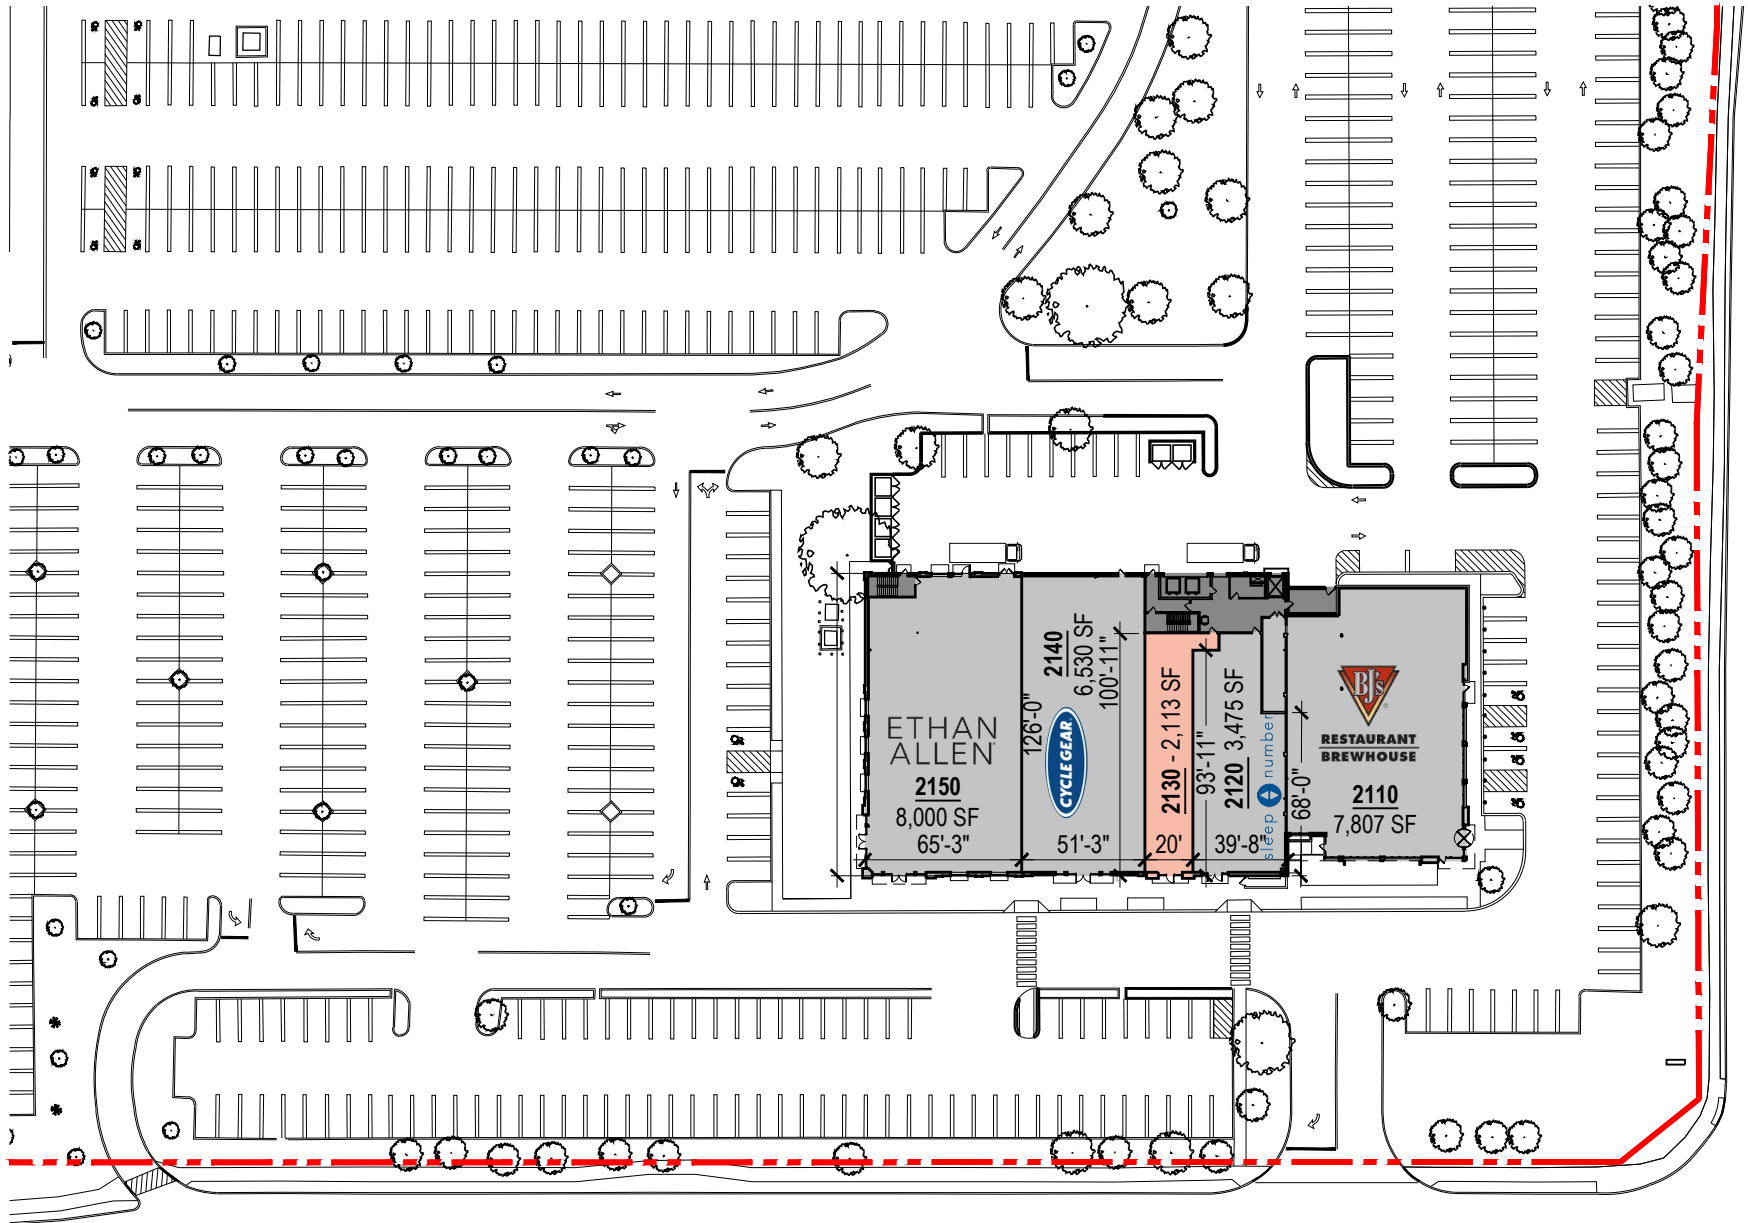 ETHAN
ALLEN
2150
8,000 SF
65'-3"
126'-0"
2140
6,530 SF
100'-11"
CYCLE GEAR
51'-3"
2130 - 2,113 SF
20'
93'-11"
2120 3,475 SF
39'-8"
sleep number
68'-0"
BJ's
RESTAURANT
BREWHOUSE
2110
7,807 SF